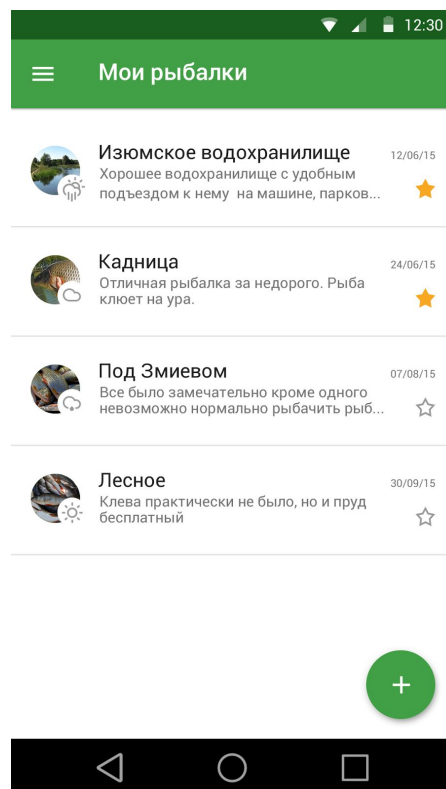 12:30
Мои рыбалки
Изюмское водохранилище
12/06/15
Хорошее водохранилище с удобным
подъездом к нему на машине, парков...
Кадница
24/06/15
Отличная рыбалка за недорого. Рыба
клюет на ура.
Под Змиевом
07/08/15
Все было замечательно кроме одного
невозможно нормально рыбачить рыб...
Лесное
30/09/15
Клева практически не было, но и пруд
бесплатный
+